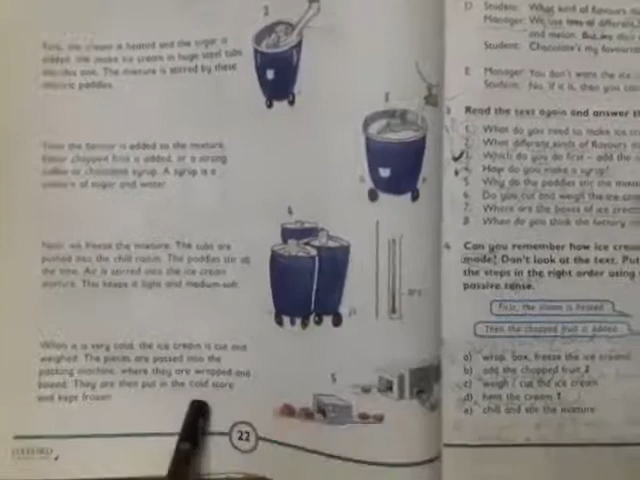 First, the cream is heated and the sugar is
added. We make ice cream in huge steel tubs
The mixture is stirred by these
electric paddles.
Then the flavour is added to the mixture.
chopped fruit is added, or a strong
coffee or chocolate syrup. A syrup is a
mixture of sugar and water
Next, we freeze the mixture. The tubs are
pushed into the chill room. The paddles stir all
the time. Air is stirred into the ice cream
mixture. This keeps it light and medium-soft.
When it is very cold, the ice cream is cut and
weighed. The pieces are passed into the
packing machine, where they are wrapped and
boxed. They are then put in the cold store
and kept frozen
3
4
5
22
OXFORD
D Student: What kind of flavours
Manager: We use lots of different
and melon. But we also
Student: Chocolate's my favourite
E Manager: You don't want the ice
Student: No. If it is, then you can
3 Read the text again and answer
1 What do you need to make ice
2 What different kinds of flavours
3 Which do you do first - add the
4 How do you make a syrup?
5 Why do the paddles stir the
6 Do you cut and weigh the ice
7 Where are the boxes of ice cream
8 When do you think the factory
4 Can you remember how ice cream
made? Don't look at the text. Put
the steps in the right order using
passive tense.
First, the cream is heated
Then the chopped fruit is added
a) wrap, box, freeze the ice cream
b) add the chopped fruit 2
c) weigh / cut the ice cream
d) heat the cream 1
e) chill and stir the mixture